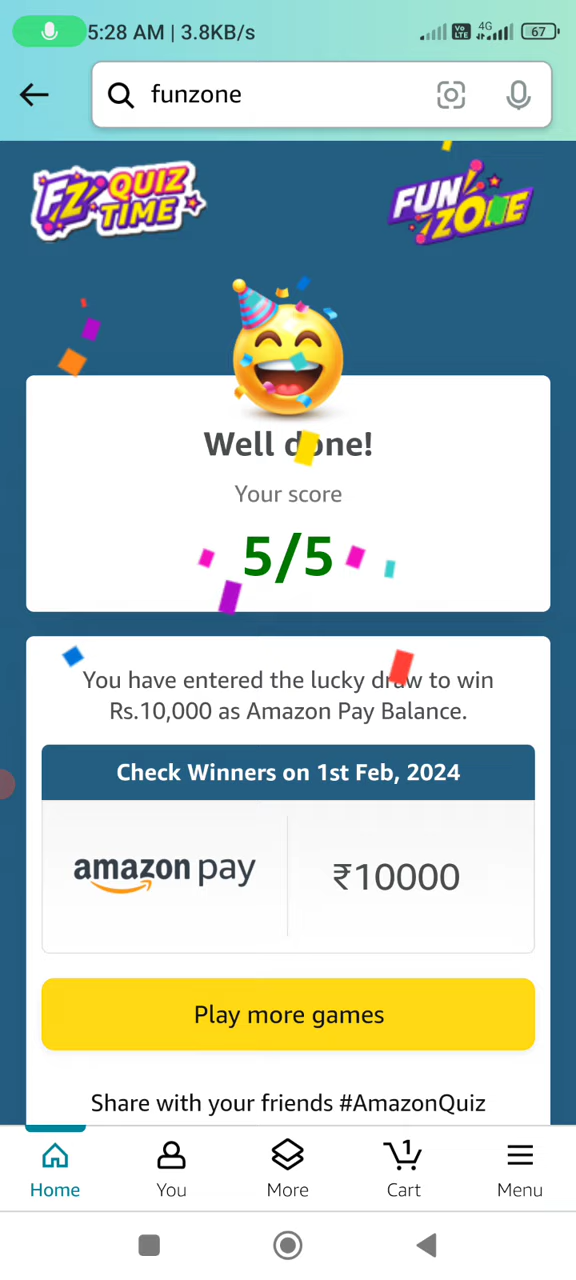 5:28 AM | 3.8KB/s
Vo LTE
4G
67
funzone
FZ QUIZ TIME
FUN ZONE
Well done!
Your score
5/5
You have entered the lucky draw to win
Rs.10,000 as Amazon Pay Balance.
Check Winners on 1st Feb, 2024
amazon pay
₹10000
Play more games
Share with your friends #AmazonQuiz
1
Home
You
More
Cart
Menu